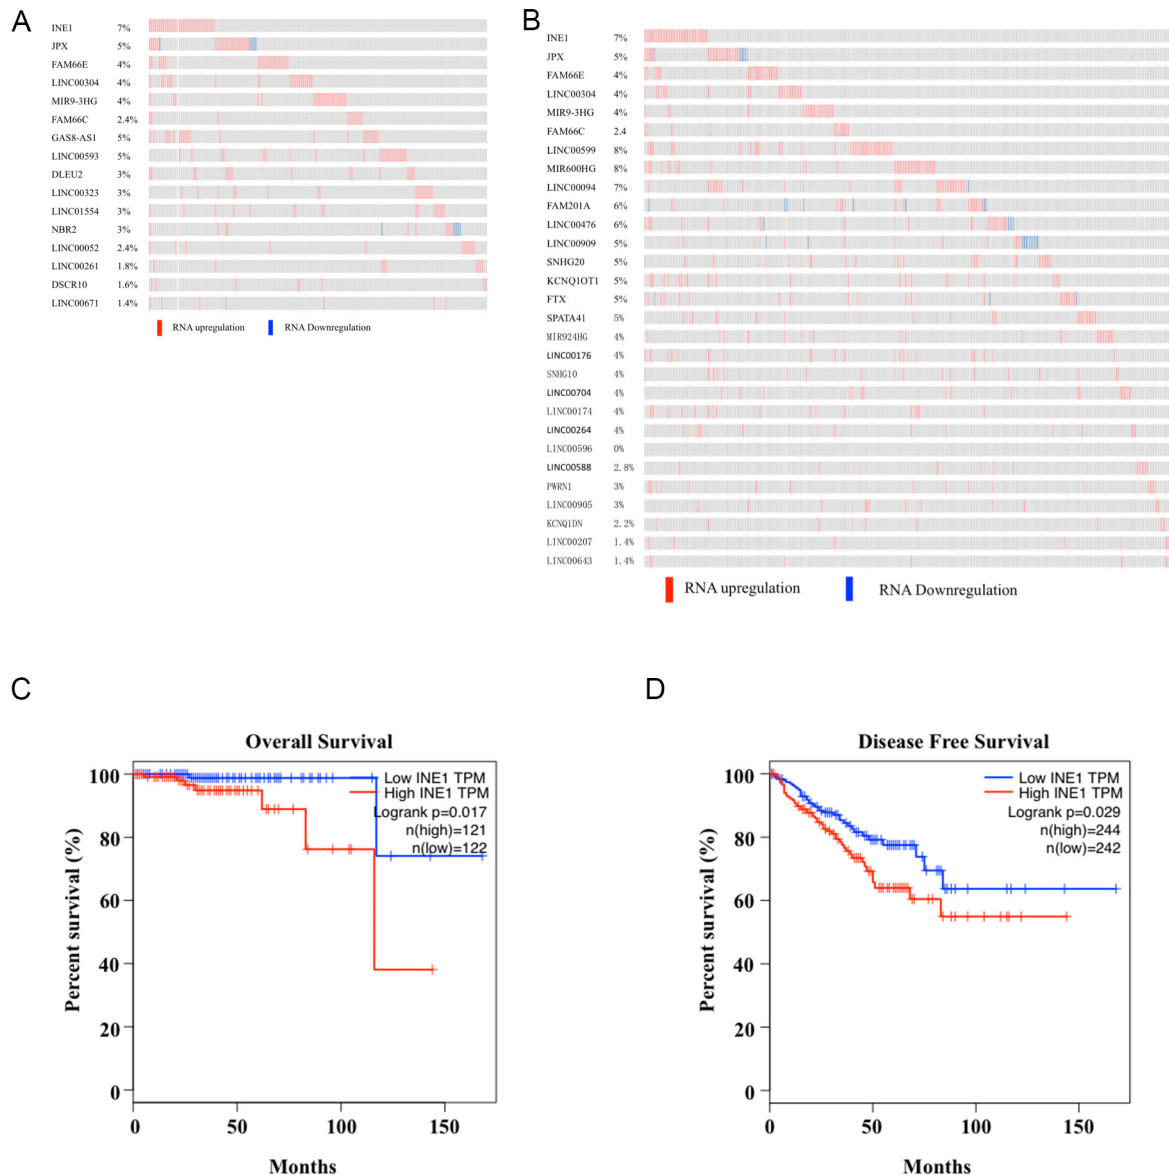 A
INE1 7%
JPX 5%
FAM66E 4%
LINC00304 4%
MIR9-3HG 4%
FAM66C 2.4%
GAS8-AS1 5%
LINC00593 5%
DLEU2 3%
LINC00323 3%
LINC01554 3%
NBR2 3%
LINC00052 2.4%
LINC00261 1.8%
DSCR10 1.6%
LINC00671 1.4%
RNA upregulation RNA Downregulation
B
INE1 7%
JPX 5%
FAM66E 4%
LINC00304 4%
MIR9-3HG 4%
FAM66C 2.4
LINC00599 8%
MIR600HG 8%
LINC00094 7%
FAM201A 6%
LINC00476 6%
LINC00909 5%
SNHG20 5%
KCNQ1OT1 5%
FTX 5%
SPATA41 5%
MIR924HG 4%
LINC00176 4%
SNHG10 4%
LINC00704 4%
LINC00174 4%
LINC00264 4%
LINC00596 0%
LINC00588 2.8%
PWRN1 3%
LINC00905 3%
KCNQ1DN 2.2%
LINC00207 1.4%
LINC00643 1.4%
RNA upregulation RNA Downregulation
C
Overall Survival
Low INE1 TPM
High INE1 TPM
Logrank p=0.017
n(high)=121
n(low)=122
Percent survival (%)
100
80
60
40
20
0
0 50 100 150
Months
D
Disease Free Survival
Low INE1 TPM
High INE1 TPM
Logrank p=0.029
n(high)=244
n(low)=242
Percent survival (%)
100
80
60
40
20
0
0 50 100 150
Months